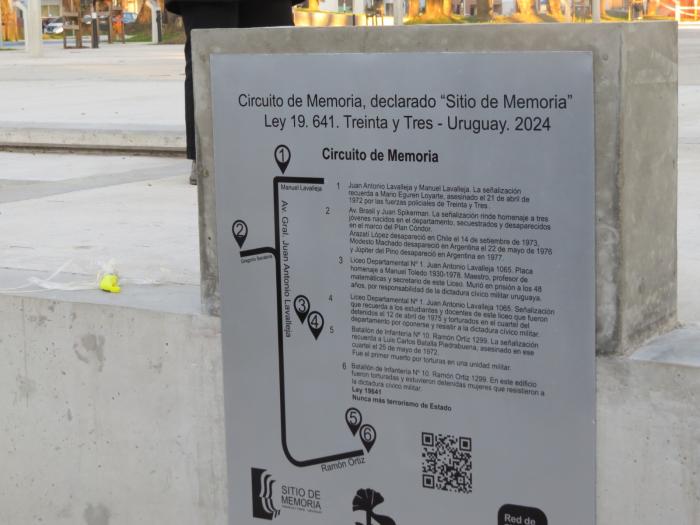 Circuito de Memoria, declarado “Sitio de Memoria”
Ley 19. 641. Treinta y Tres - Uruguay. 2024
Circuito de Memoria
1
Manuel Lavalleja
Av. Gral. Juan Antonio Lavalleja
2
3
4
5
6
Ramón Ortiz
1 Juan Antonio Lavalleja y Manuel Lavalleja. La señalización
recuerda a Mario Eguren Loyarte, asesinado el 21 de abril de
1972 por las fuerzas policiales de Treinta y Tres.
2 Av. Brasil y Juan Spikerman. La señalización rinde homenaje a tres
jóvenes nacidos en el departamento, secuestrados y desaparecidos
en el marco del Plan Cóndor.
Arazatí López desapareció en Chile el 14 de setiembre de 1973,
Modesto Machado desapareció en Argentina el 22 de mayo de 1976
y Júpiter del Pino desapareció en Argentina en 1977.
3 Liceo Departamental Nº 1. Juan Antonio Lavalleja 1065. Placa
homenaje a Manuel Toledo 1930-1978. Maestro, profesor de
matemáticas y secretario de este Liceo. Murió en prisión a los 48
años, por responsabilidad de la dictadura cívico militar uruguaya.
4 Liceo Departamental Nº 1. Juan Antonio Lavalleja 1065. Señalización
que recuerda a los estudiantes y docentes de este liceo que fueron
detenidos el 12 de abril de 1975 y torturados en el cuartel del
departamento por oponerse y resistir a la dictadura cívico militar.
5 Batallón de Infantería Nº 10. Ramón Ortiz 1299. La señalización
recuerda a Luis Carlos Batalla Piedrabuena, asesinado en ese
cuartel el 25 de mayo de 1972.
Fue el primer muerto por torturas en una unidad militar.
6 Batallón de Infantería Nº 10. Ramón Ortiz 1299. En este edificio
fueron torturadas y estuvieron detenidas mujeres que resistieron a
la dictadura cívico militar.
Ley 19641
Nunca más terrorismo de Estado
SITIO DE
MEMORIA
Red de